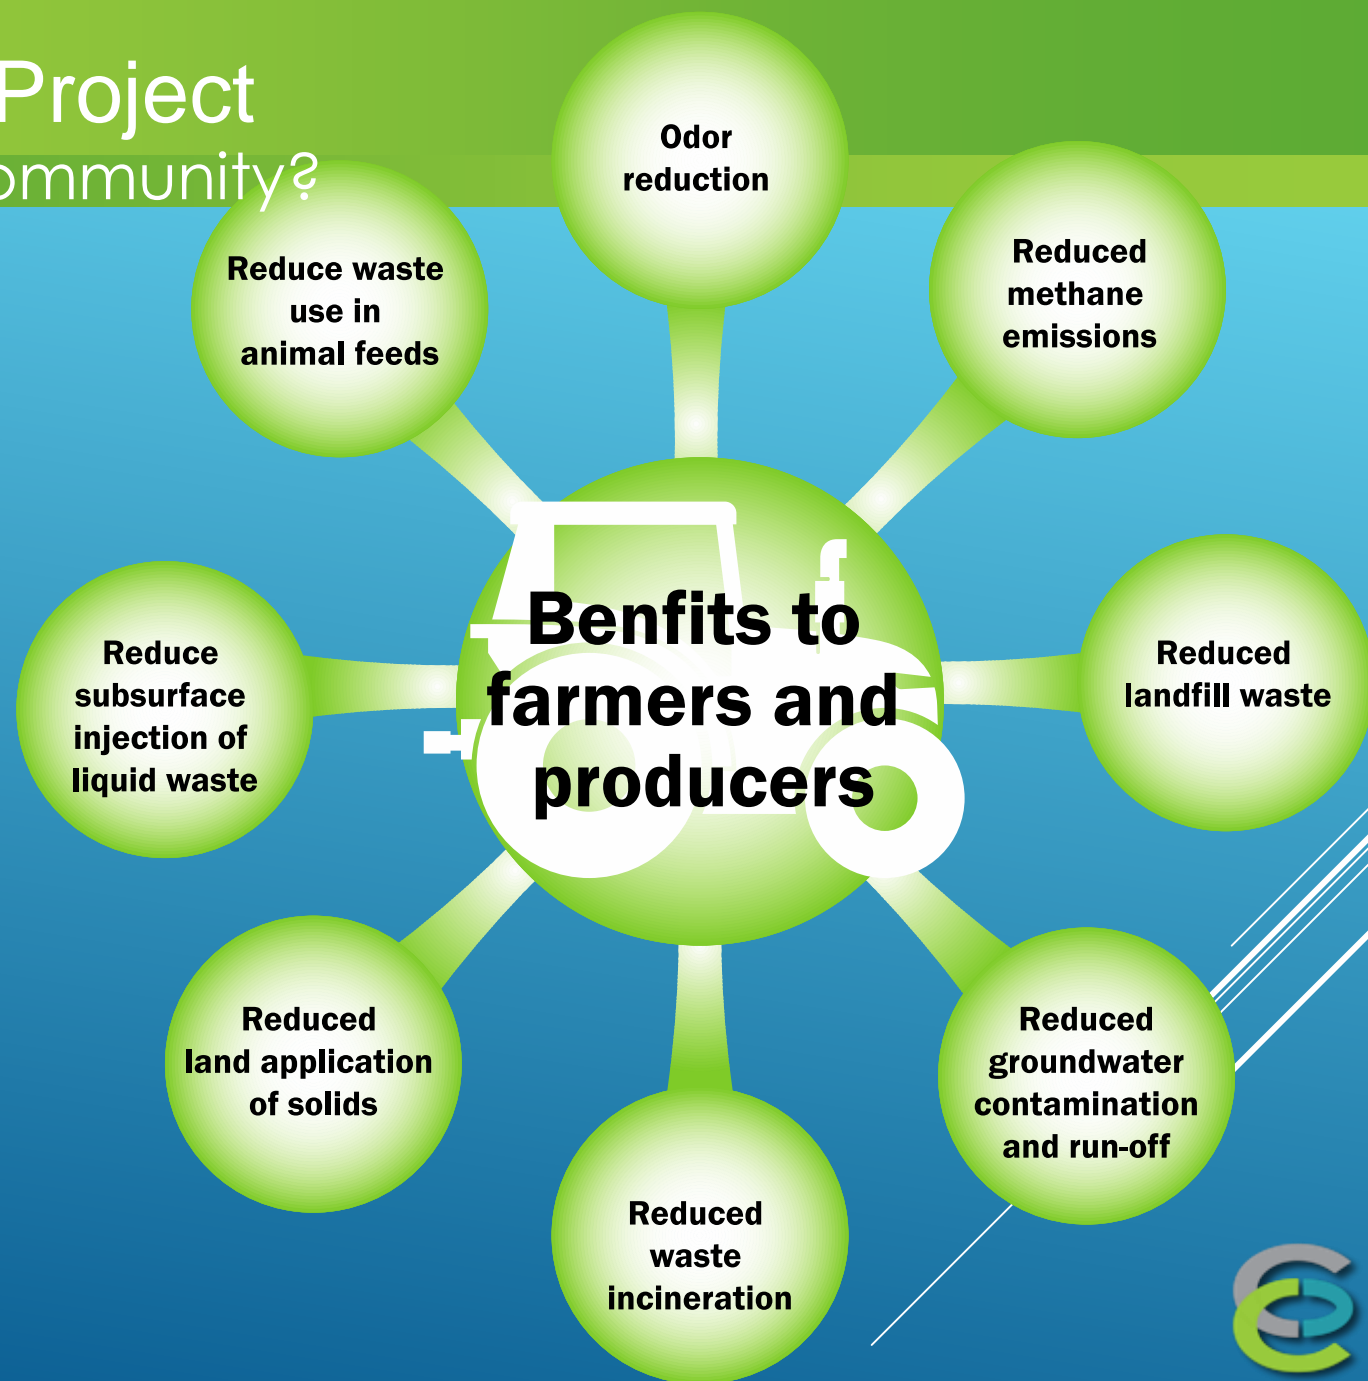 Project
ommunity?
Odor
reduction
Reduced
methane
emissions
Reduced
landfill waste
Reduced
groundwater
contamination
and run-off
Reduced
waste
incineration
Reduced
land application
of solids
Reduce
subsurface
injection of
liquid waste
Reduce waste
use in
animal feeds
Benfits to
farmers and
producers